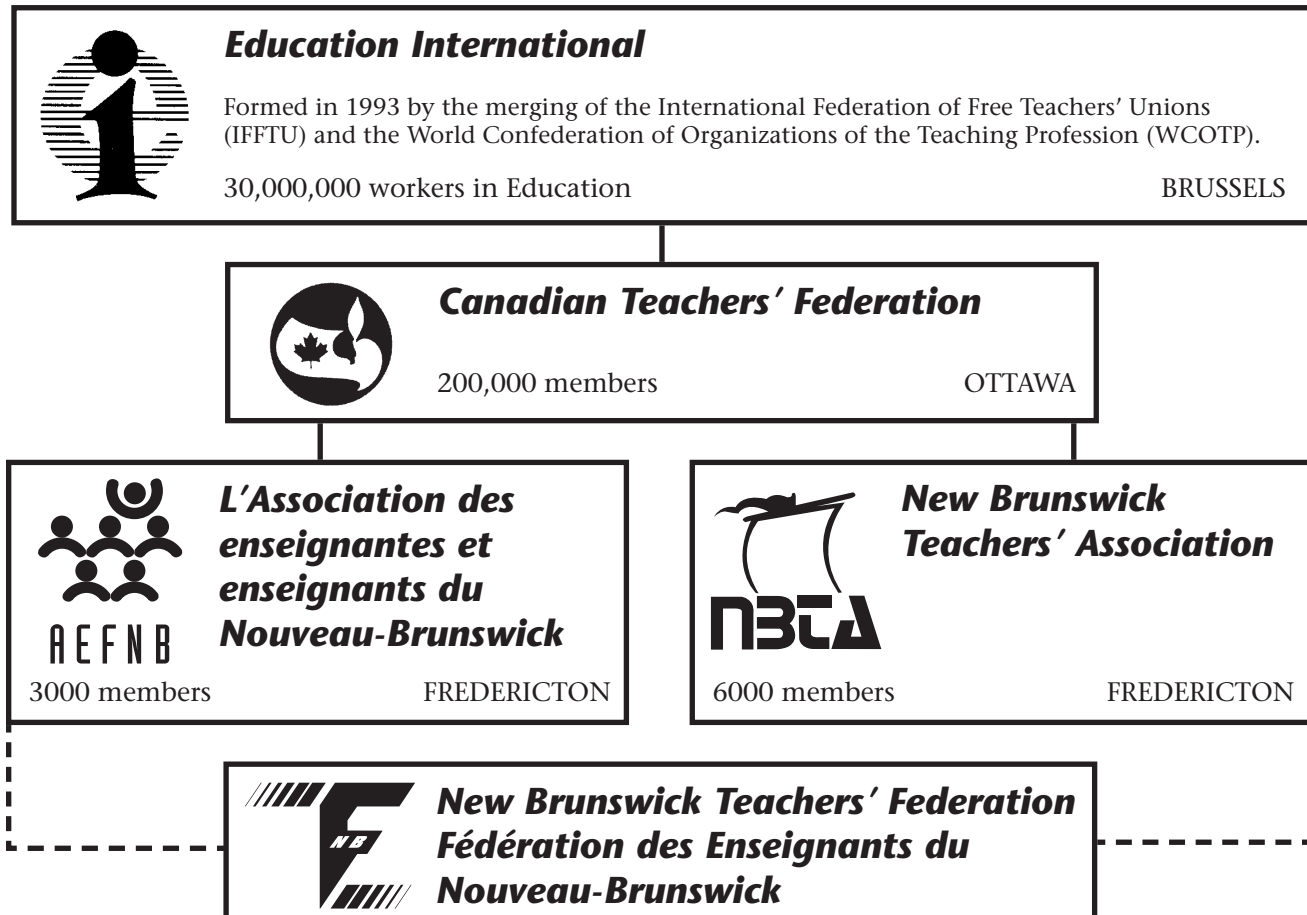 Education International
Formed in 1993 by the merging of the International Federation of Free Teachers' Unions
(IFFTU) and the World Confederation of Organizations of the Teaching Profession (WCOTP).
30,000,000 workers in Education BRUSSELS
Canadian Teachers' Federation
200,000 members OTTAWA
L'Association des
enseignantes et
enseignants du
Nouveau-Brunswick
AEFNB
3000 members FREDERICTON
New Brunswick
Teachers' Association
NBTA
6000 members FREDERICTON
NB
New Brunswick Teachers' Federation
Fédération des Enseignants du
Nouveau-Brunswick